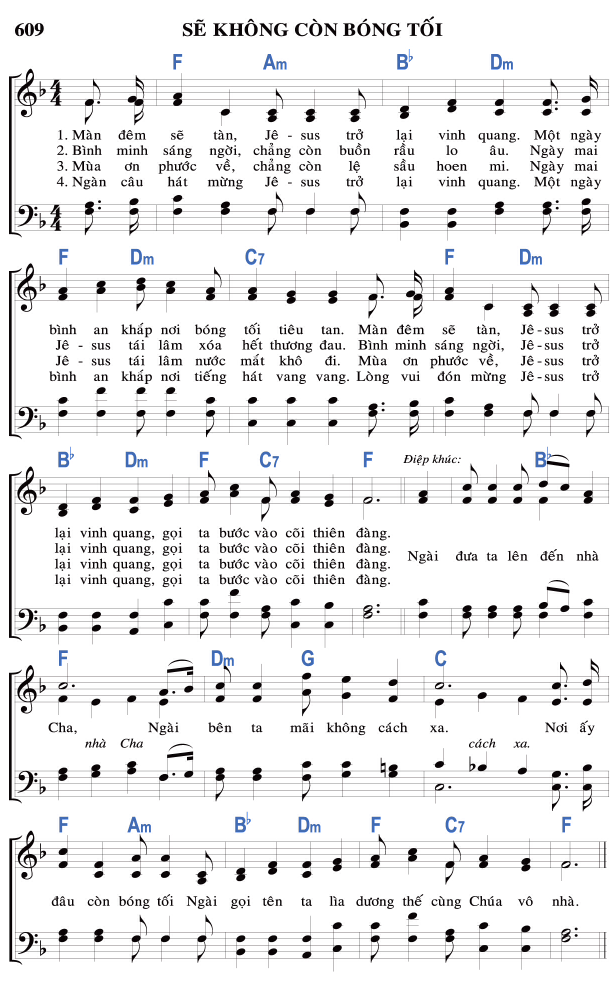 609 SẼ KHÔNG CÒN BÓNG TỐI
F Am B♭ Dm
4 4
1. Màn đêm sẽ tàn, Jê - sus trở lại vinh quang. Một ngày
2. Bình minh sáng ngời, chẳng còn buồn rầu lo âu. Ngày mai
3. Mùa ơn phước về, chẳng còn lệ sầu hoen mi. Ngày mai
4. Ngàn câu hát mừng Jê - sus trở lại vinh quang. Một ngày
4 4
F Dm C7 F Dm
bình an khắp nơi bóng tối tiêu tan. Màn đêm sẽ tàn, Jê - sus trở
Jê - sus tái lâm xóa hết thương đau. Bình minh sáng ngời, Jê - sus trở
Jê - sus tái lâm nước mắt khô đi. Mùa ơn phước về, Jê - sus trở
bình an khắp nơi tiếng hát vang vang. Lòng vui đón mừng Jê - sus trở
B♭ Dm F C7 F Điệp khúc: B♭
lại vinh quang, gọi ta bước vào cõi thiên đàng.
lại vinh quang, gọi ta bước vào cõi thiên đàng.
lại vinh quang, gọi ta bước vào cõi thiên đàng.
lại vinh quang, gọi ta bước vào cõi thiên đàng.
Ngài đưa ta lên đến nhà
F Dm G C
Cha, Ngài bên ta mãi không cách xa. Nơi ấy
nhà Cha cách xa.
F Am B♭ Dm F C7 F
đâu còn bóng tối Ngài gọi tên ta lìa dương thế cùng Chúa vô nhà.